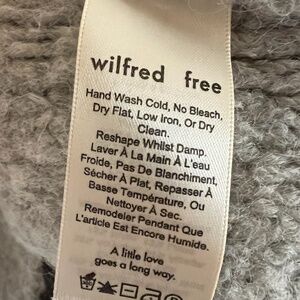 wilfred free
Hand Wash Cold, No Bleach,
Dry Flat, Low Iron, Or Dry
Clean.
Reshape Whilst Damp.
Laver À La Main À L'eau
Froide, Pas De Blanchiment,
Sécher À Plat, Repasser À
Basse Température, Ou
Nettoyer À Sec.
Remodeler Pendant Que
L'article Est Encore Humide.
A little love
goes a long way.